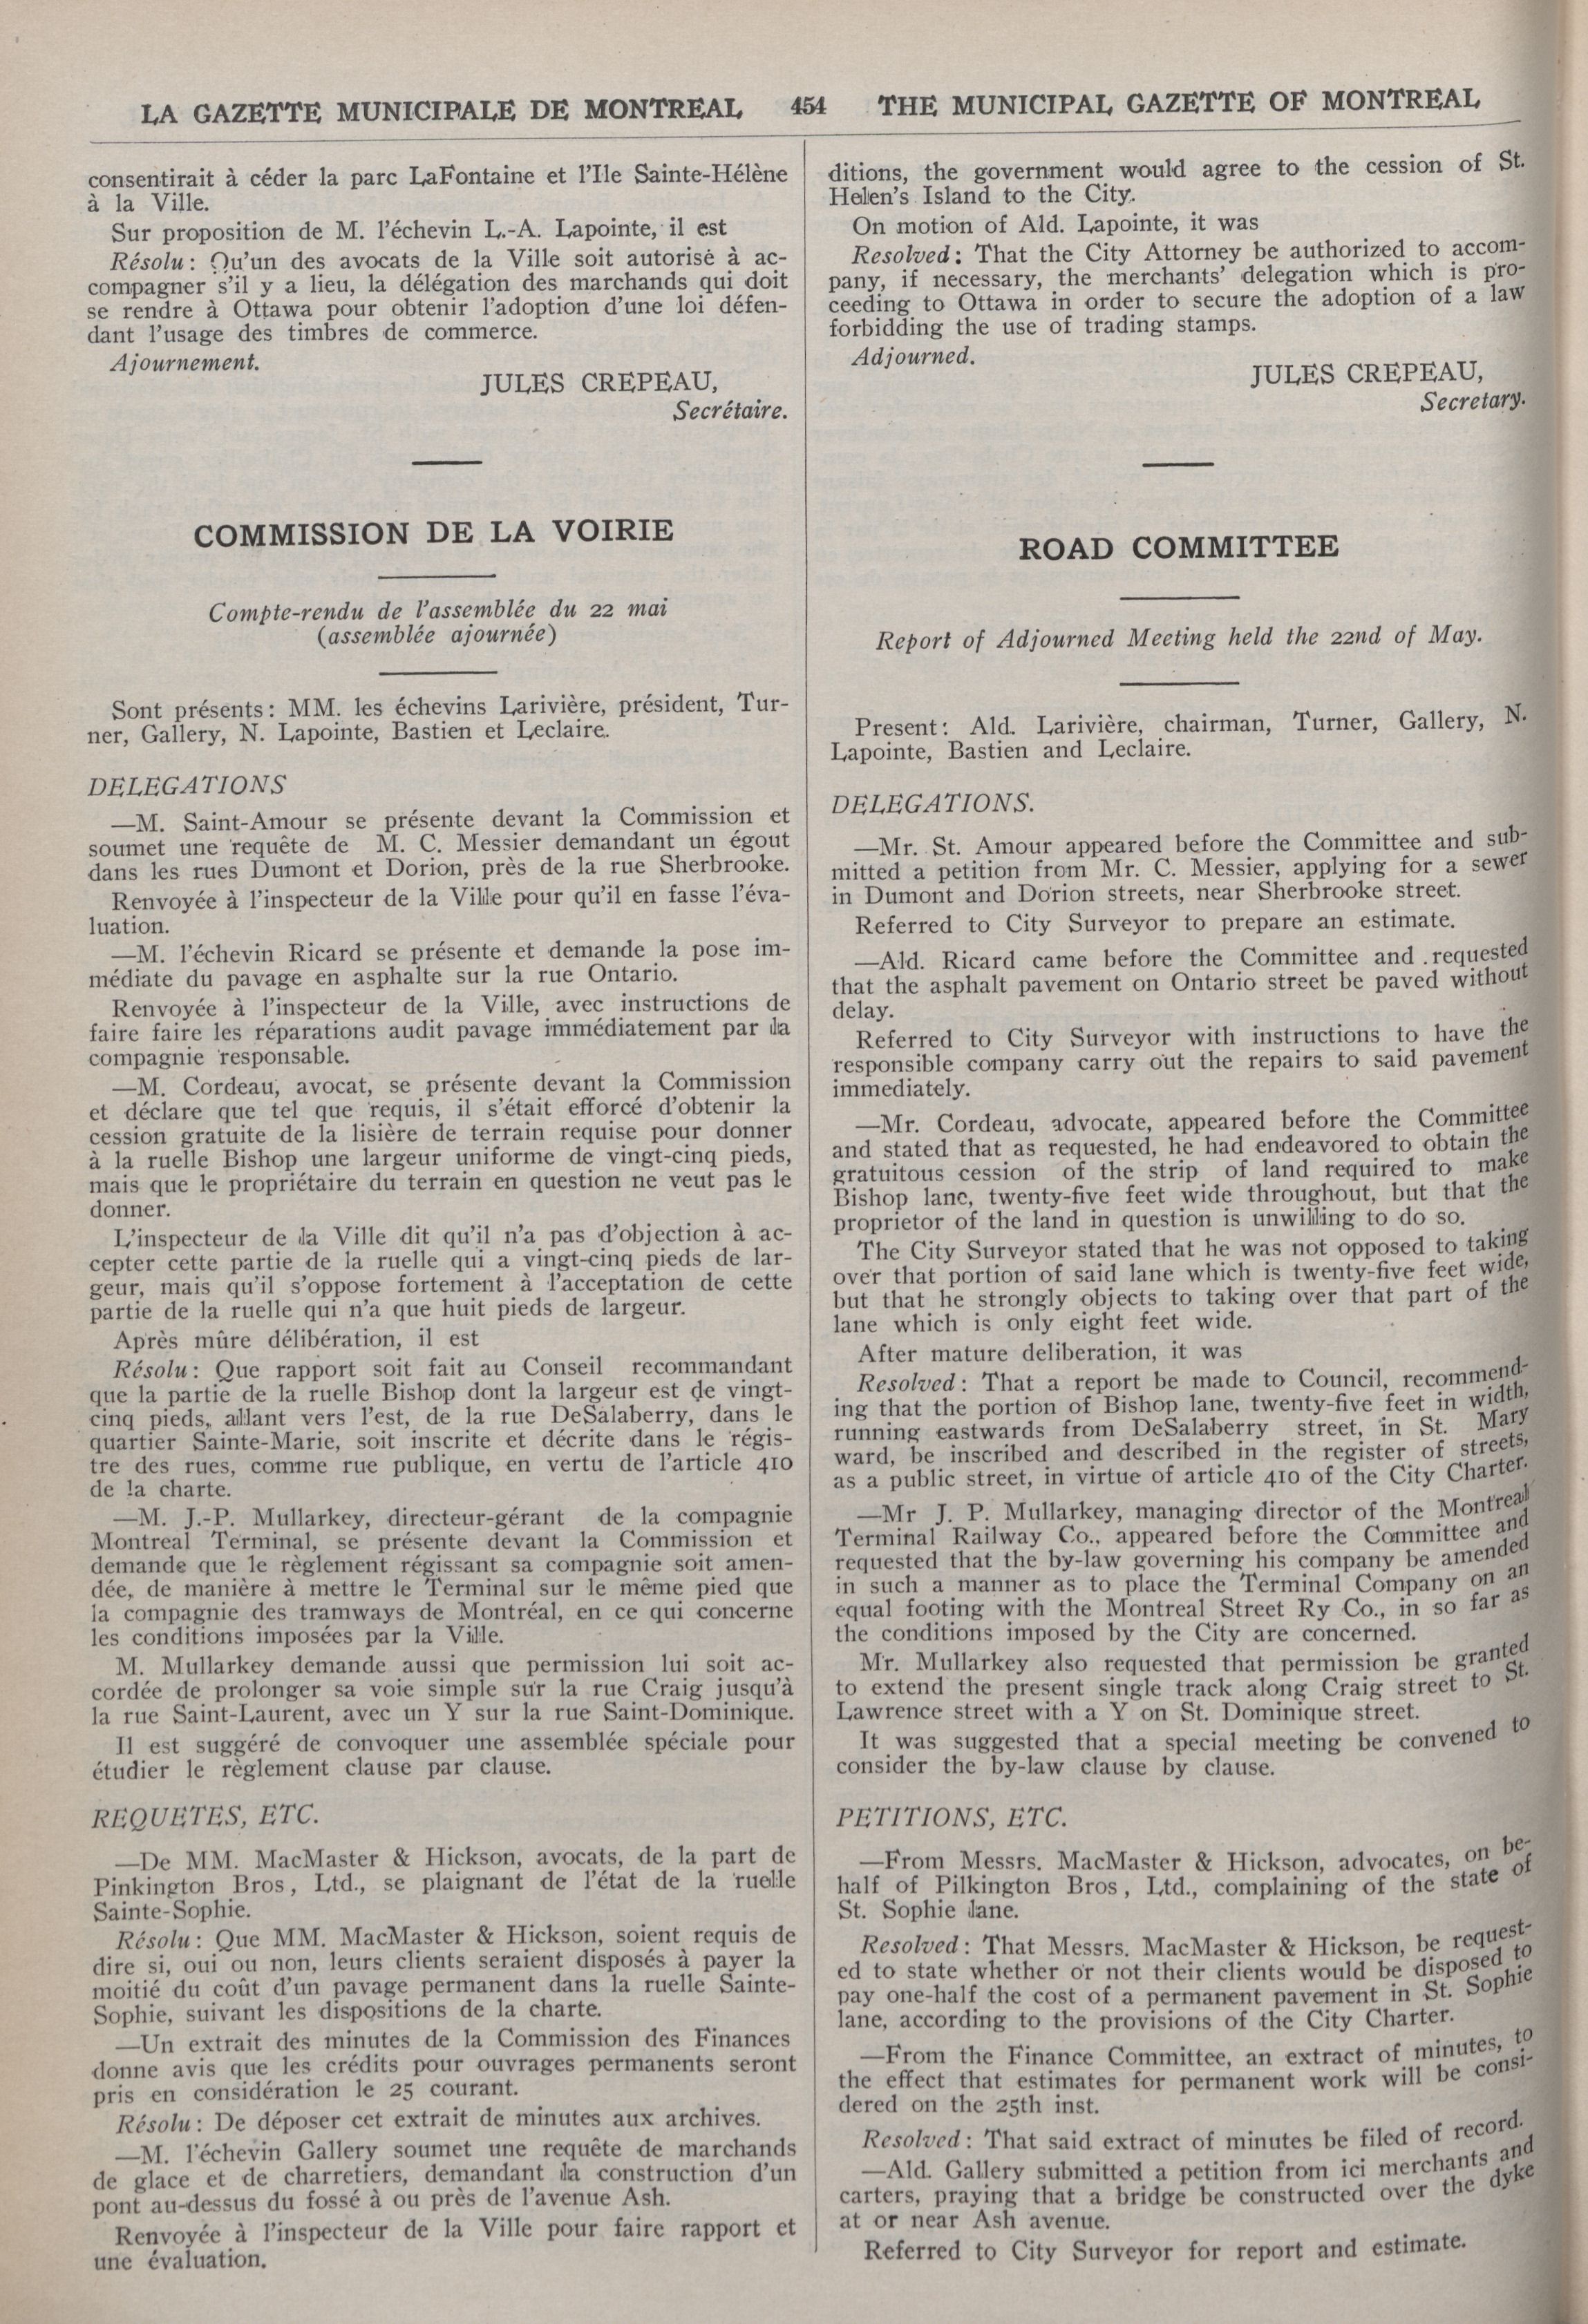 LA GAZETTE MUNICIPALE DE MONTREAL 454 THE MUNICIPAL GAZETTE OF MONTREAL
consentirait à céder la parc LaFontaine et l'Ile Sainte-Hélène
à la Ville.
Sur proposition de M. l'échevin L.-A. Lapointe, il est
Résolu: Qu'un des avocats de la Ville soit autorisé à ac-
compagner s'il y a lieu, la délégation des marchands qui doit
se rendre à Ottawa pour obtenir l'adoption d'une loi défen-
dant l'usage des timbres de commerce.
Ajournement.
JULES CREPEAU,
Secrétaire.
COMMISSION DE LA VOIRIE
Compte-rendu de l'assemblée du 22 mai
(assemblée ajournée)
Sont présents: MM. les échevins Larivière, président, Tur-
ner, Gallery, N. Lapointe, Bastien et Leclaire.
DELEGATIONS
—M. Saint-Amour se présente devant la Commission et
soumet une requête de M. C. Messier demandant un égout
dans les rues Dumont et Dorion, près de la rue Sherbrooke.
Renvoyée à l'inspecteur de la Ville pour qu'il en fasse l'éva-
luation.
—M. l'échevin Ricard se présente et demande la pose im-
médiate du pavage en asphalte sur la rue Ontario.
Renvoyée à l'inspecteur de la Ville, avec instructions de
faire faire les réparations audit pavage immédiatement par la
compagnie responsable.
—M. Cordeau, avocat, se présente devant la Commission
et déclare que tel que requis, il s'était efforcé d'obtenir la
cession gratuite de la lisière de terrain requise pour donner
à la ruelle Bishop une largeur uniforme de vingt-cinq pieds,
mais que le propriétaire du terrain en question ne veut pas le
donner.
L'inspecteur de la Ville dit qu'il n'a pas d'objection à ac-
cepter cette partie de la ruelle qui a vingt-cinq pieds de lar-
geur, mais qu'il s'oppose fortement à l'acceptation de cette
partie de la ruelle qui n'a que huit pieds de largeur.
Après mûre délibération, il est
Résolu: Que rapport soit fait au Conseil recommandant
que la partie de la ruelle Bishop dont la largeur est de vingt-
cinq pieds, allant vers l'est, de la rue DeSalaberry, dans le
quartier Sainte-Marie, soit inscrite et décrite dans le régis-
tre des rues, comme rue publique, en vertu de l'article 410
de la charte.
—M. J.-P. Mullarkey, directeur-gérant de la compagnie
Montreal Terminal, se présente devant la Commission et
demande que le règlement régissant sa compagnie soit amen-
dée, de manière à mettre le Terminal sur le même pied que
la compagnie des tramways de Montréal, en ce qui concerne
les conditions imposées par la Ville.
M. Mullarkey demande aussi que permission lui soit ac-
cordée de prolonger sa voie simple sur la rue Craig jusqu'à
la rue Saint-Laurent, avec un Y sur la rue Saint-Dominique.
Il est suggéré de convoquer une assemblée spéciale pour
étudier le règlement clause par clause.
REQUETES, ETC.
—De MM. MacMaster & Hickson, avocats, de la part de
Pinkington Bros, Ltd., se plaignant de l'état de la ruelle
Sainte-Sophie.
Résolu: Que MM. MacMaster & Hickson, soient requis de
dire si, oui ou non, leurs clients seraient disposés à payer la
moitié du coût d'un pavage permanent dans la ruelle Sainte-
Sophie, suivant les dispositions de la charte.
—Un extrait des minutes de la Commission des Finances
donne avis que les crédits pour ouvrages permanents seront
pris en considération le 25 courant.
Résolu: De déposer cet extrait de minutes aux archives.
—M. l'échevin Gallery soumet une requête de marchands
de glace et de charretiers, demandant la construction d'un
pont au-dessus du fossé à ou près de l'avenue Ash.
Renvoyée à l'inspecteur de la Ville pour faire rapport et
une évaluation.
ditions, the government would agree to the cession of St.
Helen's Island to the City.
On motion of Ald. Lapointe, it was
Resolved: That the City Attorney be authorized to accom-
pany, if necessary, the merchants' delegation which is pro-
ceeding to Ottawa in order to secure the adoption of a law
forbidding the use of trading stamps.
Adjourned.
JULES CREPEAU,
Secretary.
ROAD COMMITTEE
Report of Adjourned Meeting held the 22nd of May.
Present: Ald. Larivière, chairman, Turner, Gallery, N.
Lapointe, Bastien and Leclaire.
DELEGATIONS.
—Mr. St. Amour appeared before the Committee and sub-
mitted a petition from Mr. C. Messier, applying for a sewer
in Dumont and Dorion streets, near Sherbrooke street.
Referred to City Surveyor to prepare an estimate.
—Ald. Ricard came before the Committee and requested
that the asphalt pavement on Ontario street be paved without
delay.
Referred to City Surveyor with instructions to have the
responsible company carry out the repairs to said pavement
immediately.
—Mr. Cordeau, advocate, appeared before the Committee
and stated that as requested, he had endeavored to obtain the
gratuitous cession of the strip of land required to make
Bishop lane, twenty-five feet wide throughout, but that the
proprietor of the land in question is unwilling to do so.
The City Surveyor stated that he was not opposed to taking
over that portion of said lane which is twenty-five feet wide,
but that he strongly objects to taking over that part of the
lane which is only eight feet wide.
After mature deliberation, it was
Resolved: That a report be made to Council, recommend-
ing that the portion of Bishop lane, twenty-five feet in width,
running eastwards from DeSalaberry street, in St. Mary
ward, be inscribed and described in the register of streets,
as a public street, in virtue of article 410 of the City Charter.
—Mr J. P. Mullarkey, managing director of the Montreal
Terminal Railway Co., appeared before the Committee and
requested that the by-law governing his company be amended
in such a manner as to place the Terminal Company on an
equal footing with the Montreal Street Ry Co., in so far as
the conditions imposed by the City are concerned.
Mr. Mullarkey also requested that permission be granted
to extend the present single track along Craig street to St.
Lawrence street with a Y on St. Dominique street.
It was suggested that a special meeting be convened to
consider the by-law clause by clause.
PETITIONS, ETC.
—From Messrs. MacMaster & Hickson, advocates, on be-
half of Pilkington Bros, Ltd., complaining of the state of
St. Sophie lane.
Resolved: That Messrs. MacMaster & Hickson, be request-
ed to state whether or not their clients would be disposed to
pay one-half the cost of a permanent pavement in St. Sophie
lane, according to the provisions of the City Charter.
—From the Finance Committee, an extract of minutes, to
the effect that estimates for permanent work will be consi-
dered on the 25th inst.
Resolved: That said extract of minutes be filed of record.
—Ald. Gallery submitted a petition from ici merchants and
carters, praying that a bridge be constructed over the dyke
at or near Ash avenue.
Referred to City Surveyor for report and estimate.